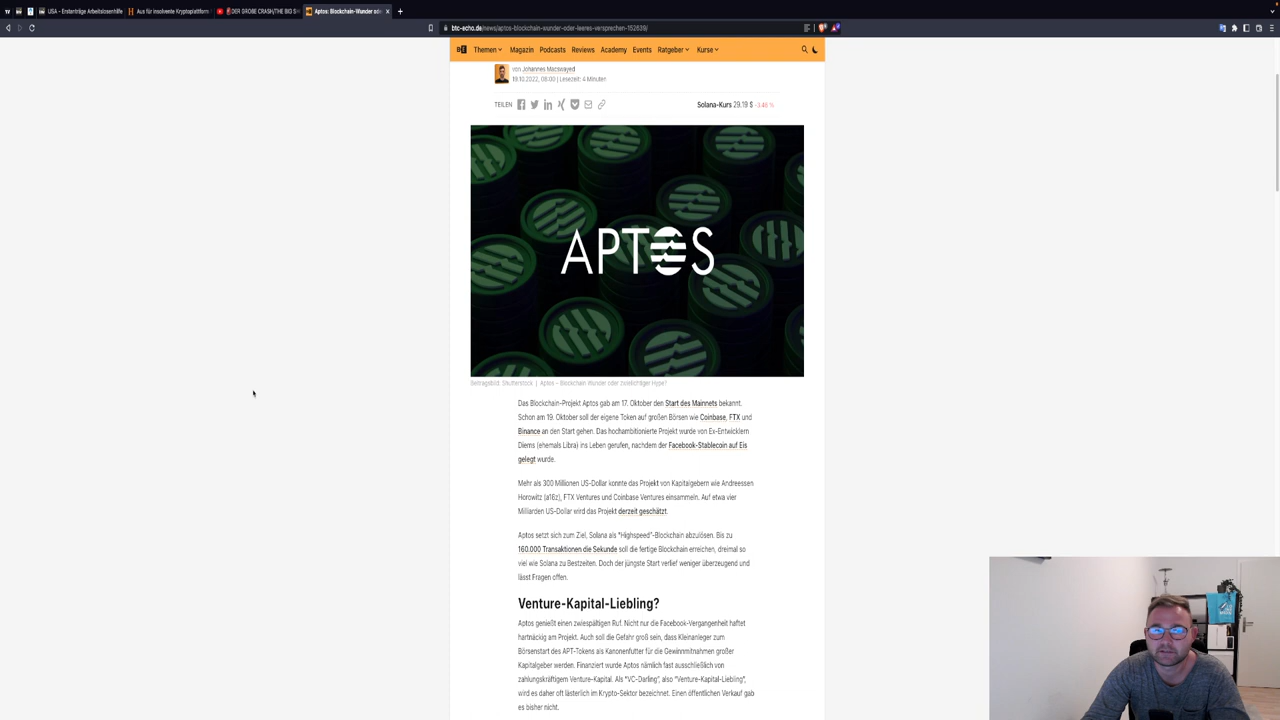 USA – Erstanträge Arbeitslosenhilfe
Aus für insolvente Kryptoplattform
DER GROßE CRASH/THE BIG S
Aptos: Blockchain-Wunder ode
btc-echo.de/news/aptos-blockchain-wunder-oder-leeres-versprechen-152639/
Themen Magazin Podcasts Reviews Academy Events Ratgeber Kurse
von Johannes Macswayed
19.10.2022, 08:00 | Lesezeit: 4 Minuten
TEILEN
Solana-Kurs 29.19 $ -3.46 %
APTOS
Beitragsbild: Shutterstock | Aptos – Blockchain Wunder oder zwielichtiger Hype?
Das Blockchain-Projekt Aptos gab am 17. Oktober den Start des Mainnets bekannt.
Schon am 19. Oktober soll der eigene Token auf großen Börsen wie Coinbase, FTX und
Binance an den Start gehen. Das hochambitionierte Projekt wurde von Ex-Entwicklern
Diems (ehemals Libra) ins Leben gerufen, nachdem der Facebook-Stablecoin auf Eis
gelegt wurde.
Mehr als 300 Millionen US-Dollar konnte das Projekt von Kapitalgebern wie Andreessen
Horowitz (a16z), FTX Ventures und Coinbase Ventures einsammeln. Auf etwa vier
Milliarden US-Dollar wird das Projekt derzeit geschätzt.
Aptos setzt sich zum Ziel, Solana als "Highspeed"-Blockchain abzulösen. Bis zu
160.000 Transaktionen die Sekunde soll die fertige Blockchain erreichen, dreimal so
viel wie Solana zu Bestzeiten. Doch der jüngste Start verlief weniger überzeugend und
lässt Fragen offen.
Venture-Kapital-Liebling?
Aptos genießt einen zwiespältigen Ruf. Nicht nur die Facebook-Vergangenheit haftet
hartnäckig am Projekt. Auch soll die Gefahr groß sein, dass Kleinanleger zum
Börsenstart des APT-Tokens als Kanonenfutter für die Gewinnmitnahmen großer
Kapitalgeber werden. Finanziert wurde Aptos nämlich fast ausschließlich von
zahlungskräftigem Venture-Kapital. Als "VC-Darling", also "Venture-Kapital-Liebling",
wird es daher oft lästerlich im Krypto-Sektor bezeichnet. Einen öffentlichen Verkauf gab
es bisher nicht.